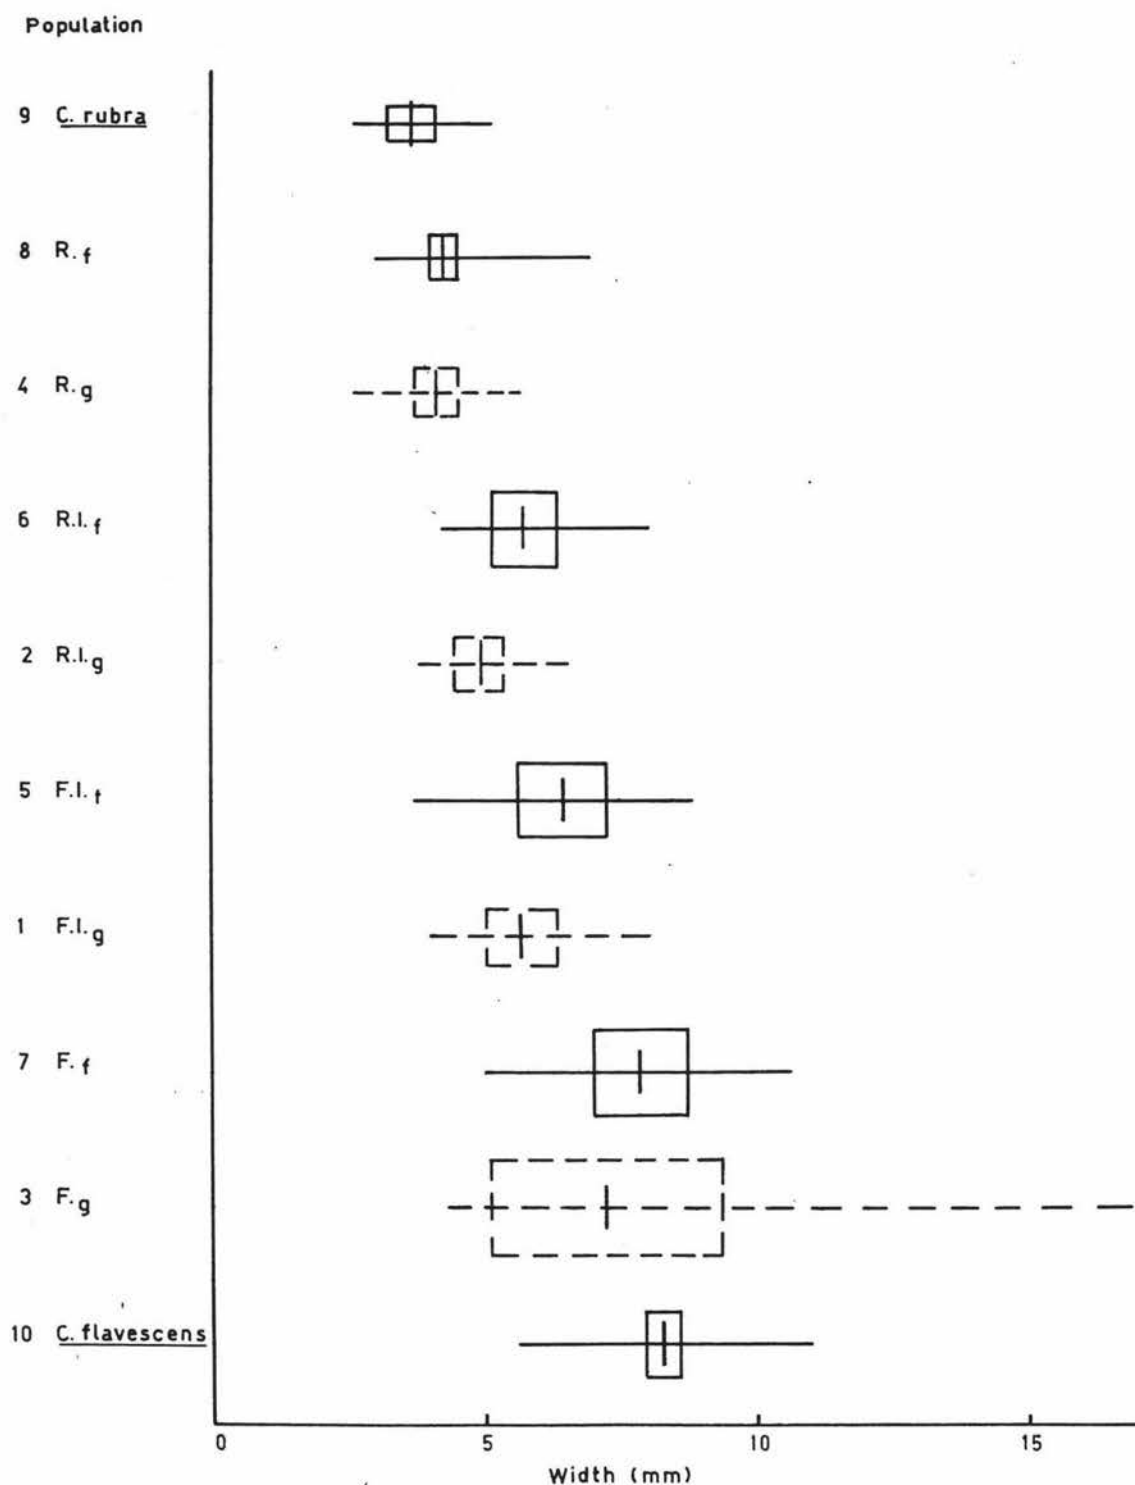 Population
9 C. rubra
8 R.f
4 R.g
6 R.I.f
2 R.I.g
5 F.I.f
1 F.I.g
7 F.f
3 F.g
10 C. flavescens
0 5 10 15
Width (mm)